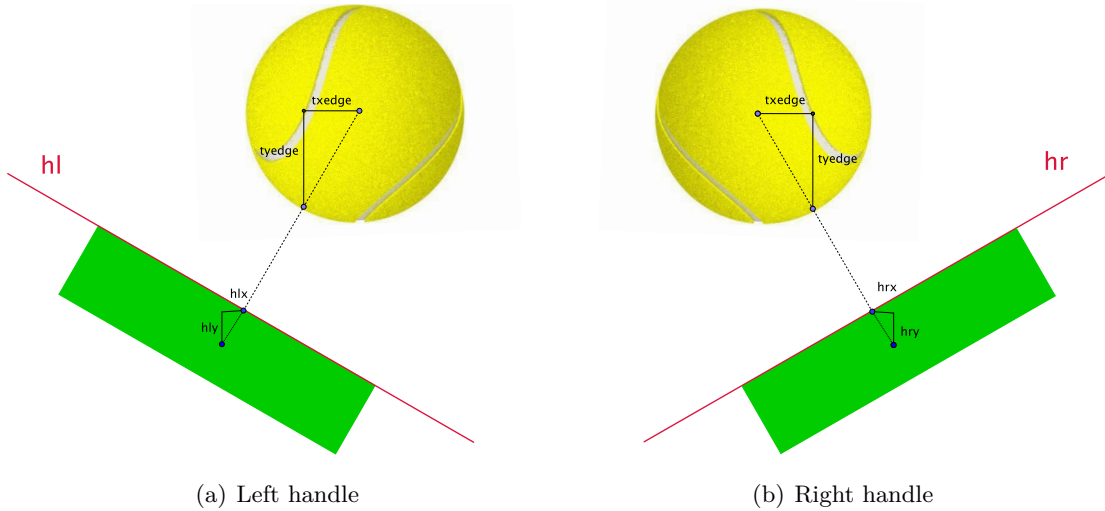 txedge
tyedge
hl
hlx
hly
(a) Left handle
txedge
tyedge
hr
hrx
hry
(b) Right handle